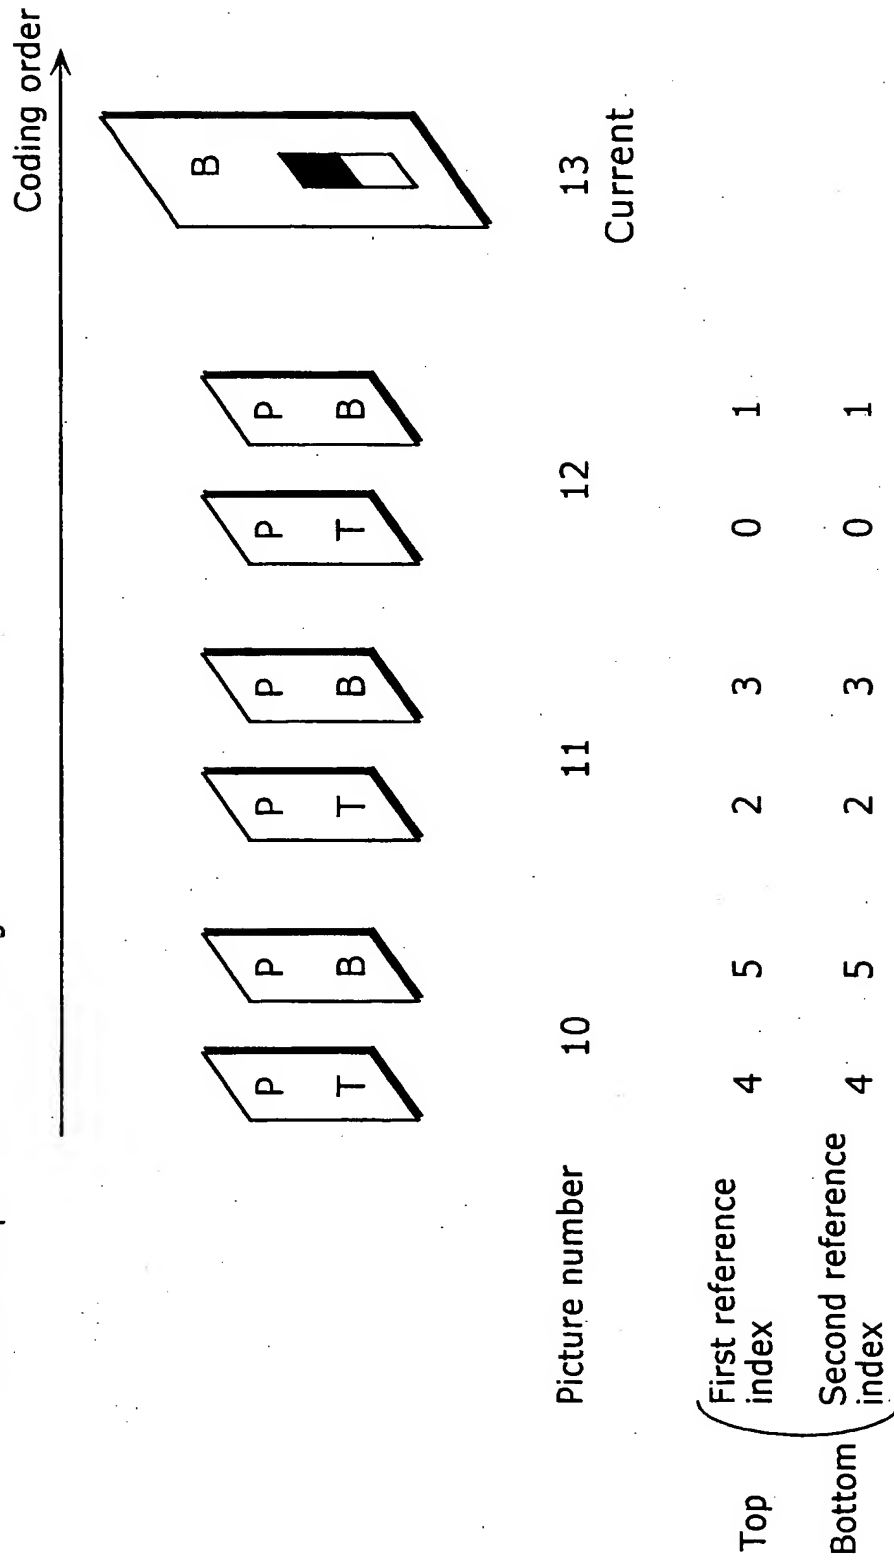 Coding order
P P P P P P B
T B T B T B
Picture number 10 11 12 13
Current
Top First reference
index 4 5 2 3 0 1
Bottom Second reference
index 4 5 2 3 0 1